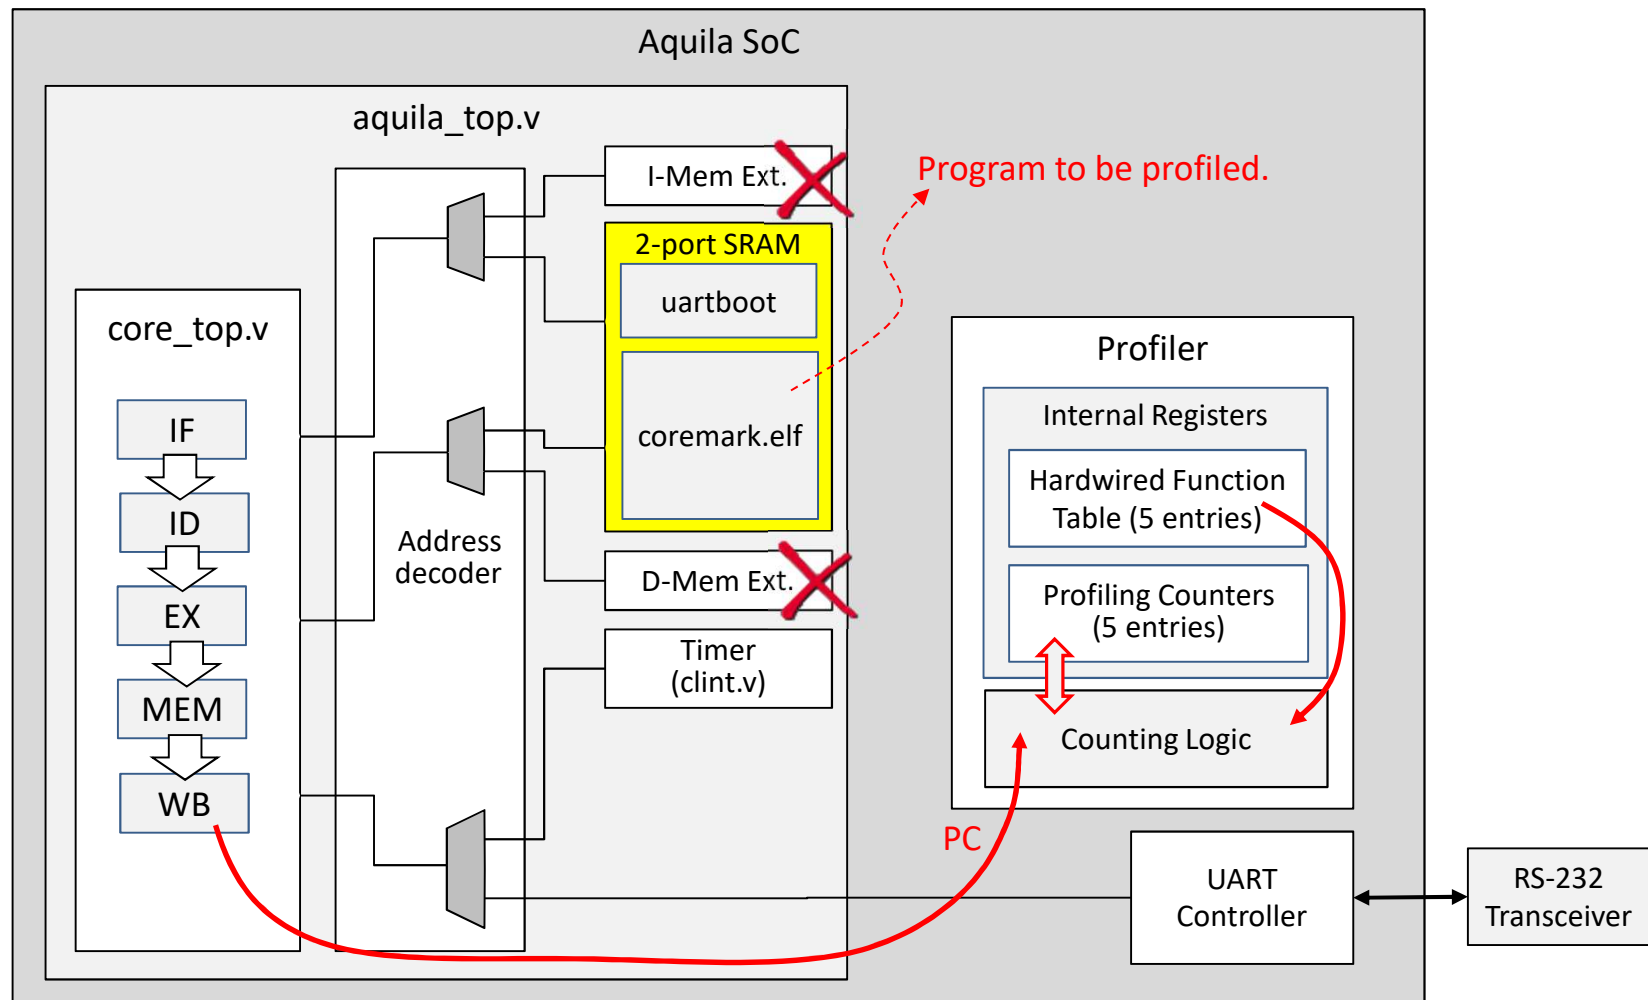 Aquila SoC
aquila_top.v
I-Mem Ext.
Program to be profiled.
2-port SRAM
uartboot
core_top.v
Profiler
Internal Registers
IF
coremark.elf
Hardwired Function
Table (5 entries)
ID
Address
decoder
D-Mem Ext.
Profiling Counters
(5 entries)
EX
Timer
(clint.v)
MEM
Counting Logic
WB
PC
UART
Controller
RS-232
Transceiver